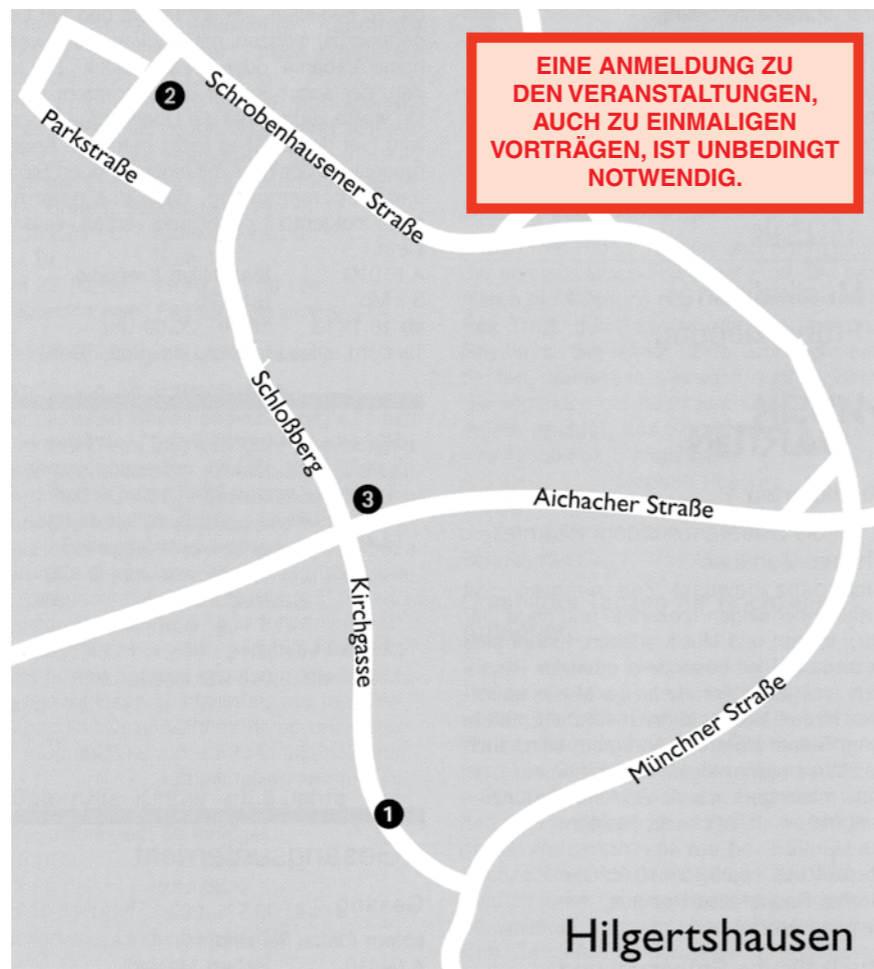 EINE ANMELDUNG ZU
DEN VERANSTALTUNGEN,
AUCH ZU EINMALIGEN
VORTRÄGEN, IST UNBEDINGT
NOTWENDIG.
2
Schrobenhausener Straße
Parkstraße
Schloßberg
3
Aichacher Straße
Kirchgasse
Münchner Straße
1
Hilgertshausen